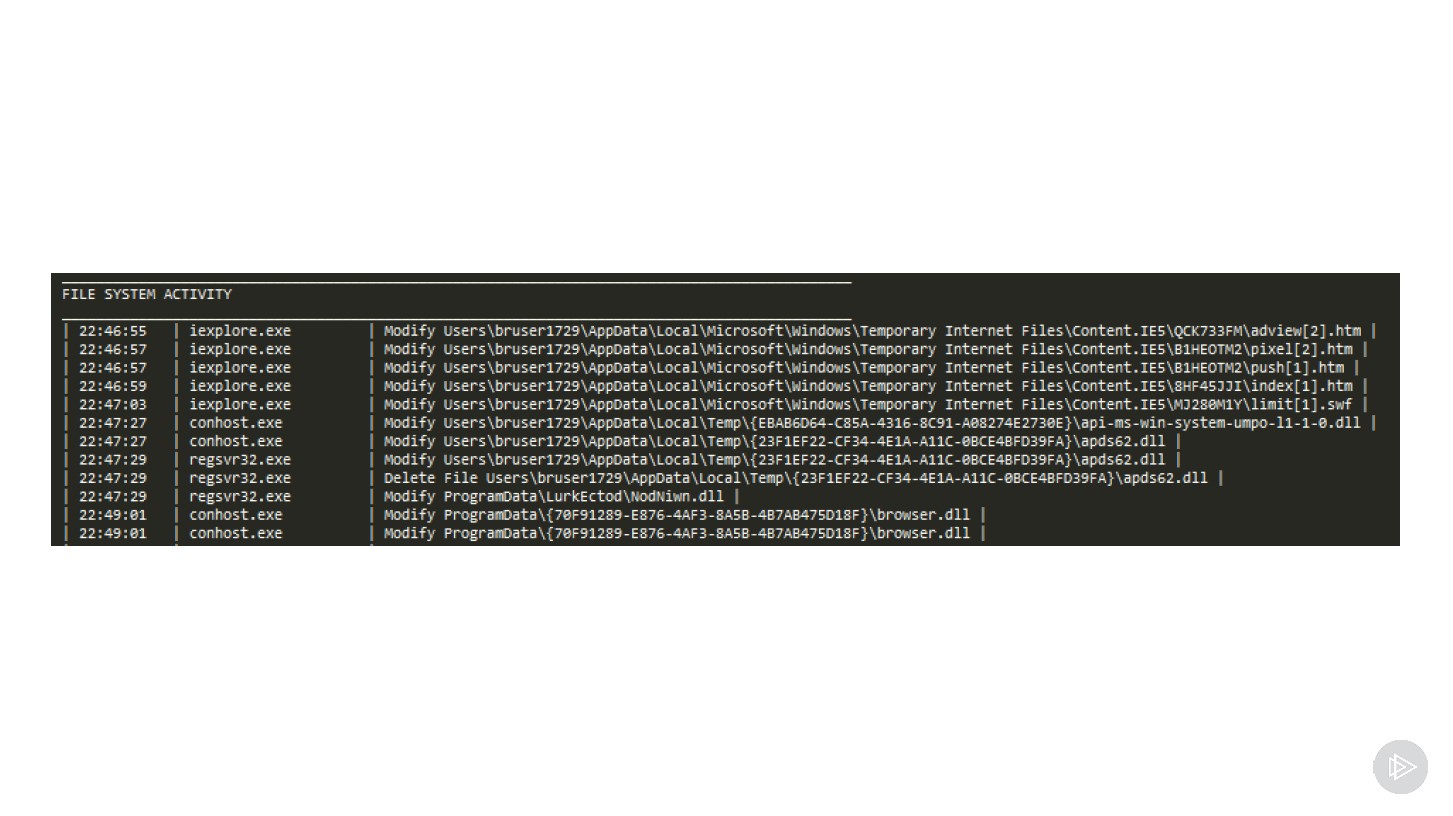 FILE SYSTEM ACTIVITY
| 22:46:55 | iexplore.exe | Modify Users\bruser1729\AppData\Local\Microsoft\Windows\Temporary Internet Files\Content.IE5\QCK733FM\adview[2].htm |
| 22:46:57 | iexplore.exe | Modify Users\bruser1729\AppData\Local\Microsoft\Windows\Temporary Internet Files\Content.IE5\B1HEOTM2\pixel[2].htm |
| 22:46:57 | iexplore.exe | Modify Users\bruser1729\AppData\Local\Microsoft\Windows\Temporary Internet Files\Content.IE5\B1HEOTM2\push[1].htm |
| 22:46:59 | iexplore.exe | Modify Users\bruser1729\AppData\Local\Microsoft\Windows\Temporary Internet Files\Content.IE5\8HF45JJI\index[1].htm |
| 22:47:03 | iexplore.exe | Modify Users\bruser1729\AppData\Local\Microsoft\Windows\Temporary Internet Files\Content.IE5\MJ280M1Y\limit[1].swf |
| 22:47:27 | conhost.exe | Modify Users\bruser1729\AppData\Local\Temp\{EBAB6D64-C85A-4316-8C91-A08274E2730E}\api-ms-win-system-umpo-l1-1-0.dll |
| 22:47:27 | conhost.exe | Modify Users\bruser1729\AppData\Local\Temp\{23F1EF22-CF34-4E1A-A11C-0BCE4BFD39FA}\apds62.dll |
| 22:47:29 | regsvr32.exe | Modify Users\bruser1729\AppData\Local\Temp\{23F1EF22-CF34-4E1A-A11C-0BCE4BFD39FA}\apds62.dll |
| 22:47:29 | regsvr32.exe | Delete File Users\bruser1729\AppData\Local\Temp\{23F1EF22-CF34-4E1A-A11C-0BCE4BFD39FA}\apds62.dll |
| 22:47:29 | regsvr32.exe | Modify ProgramData\LurkEctod\NodNiwn.dll |
| 22:49:01 | conhost.exe | Modify ProgramData\{70F91289-E876-4AF3-8A5B-4B7AB475D18F}\browser.dll |
| 22:49:01 | conhost.exe | Modify ProgramData\{70F91289-E876-4AF3-8A5B-4B7AB475D18F}\browser.dll |